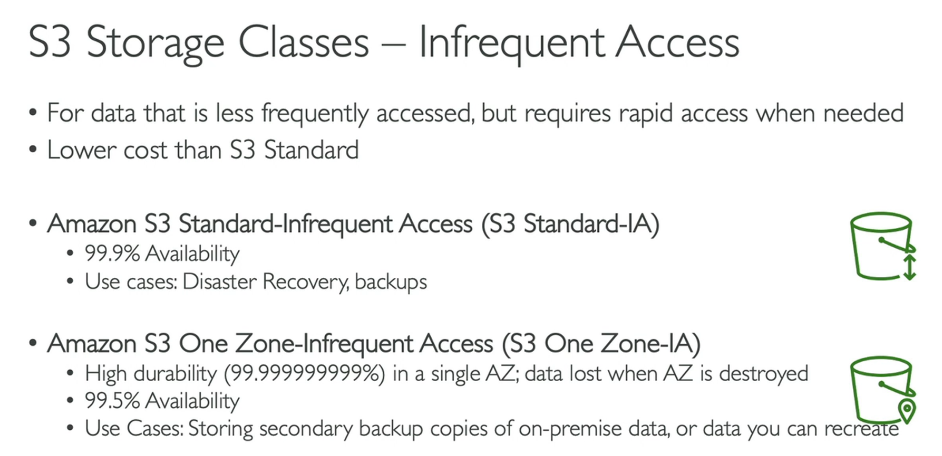 S3 Storage Classes – Infrequent Access
• For data that is less frequently accessed, but requires rapid access when needed
• Lower cost than S3 Standard
• Amazon S3 Standard-Infrequent Access (S3 Standard-IA)
• 99.9% Availability
• Use cases: Disaster Recovery, backups
• Amazon S3 One Zone-Infrequent Access (S3 One Zone-IA)
• High durability (99.999999999%) in a single AZ; data lost when AZ is destroyed
• 99.5% Availability
• Use Cases: Storing secondary backup copies of on-premise data, or data you can recreate